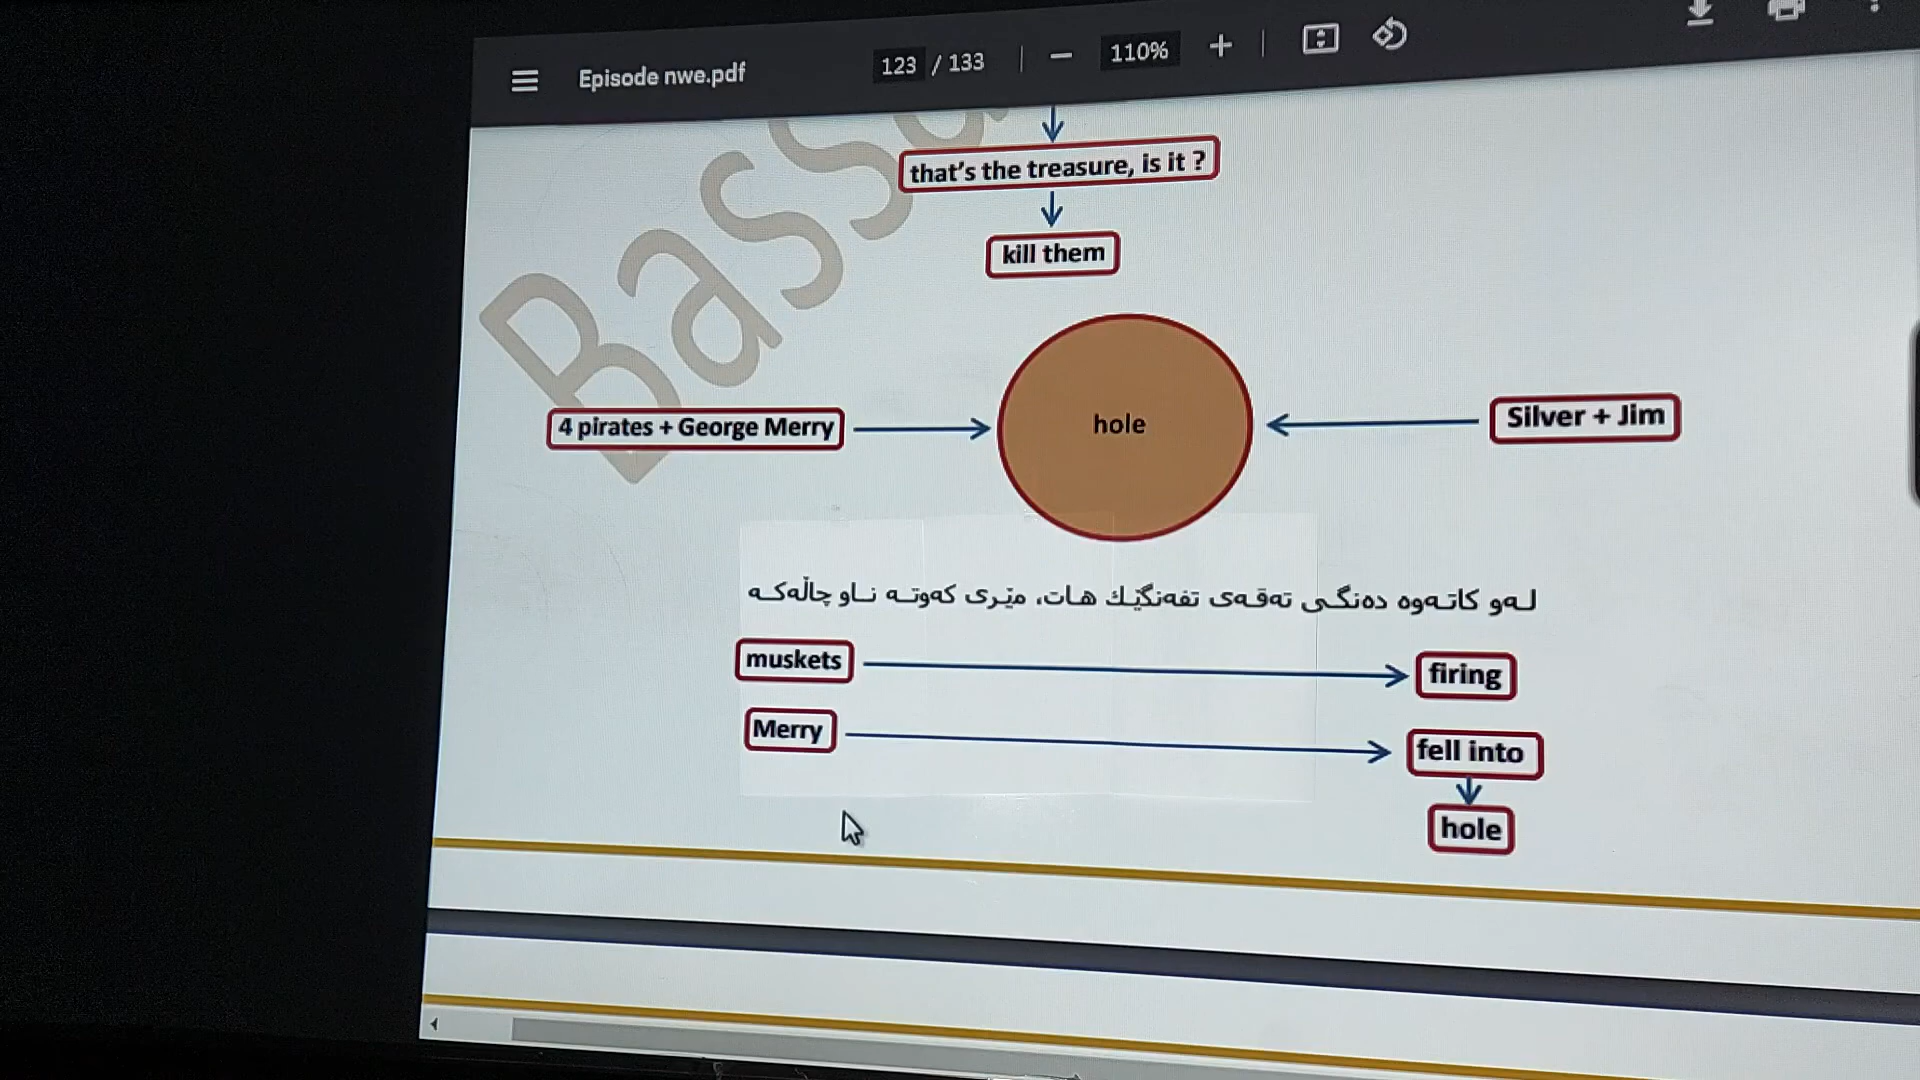 Episode nwe.pdf
123 / 133
110%
that's the treasure, is it ?
kill them
4 pirates + George Merry
hole
Silver + Jim
لەو کاتەوە دەنگی تەقەی تفەنگێك هات، مێری کەوتە ناو چاڵەکە
muskets
firing
Merry
fell into
hole